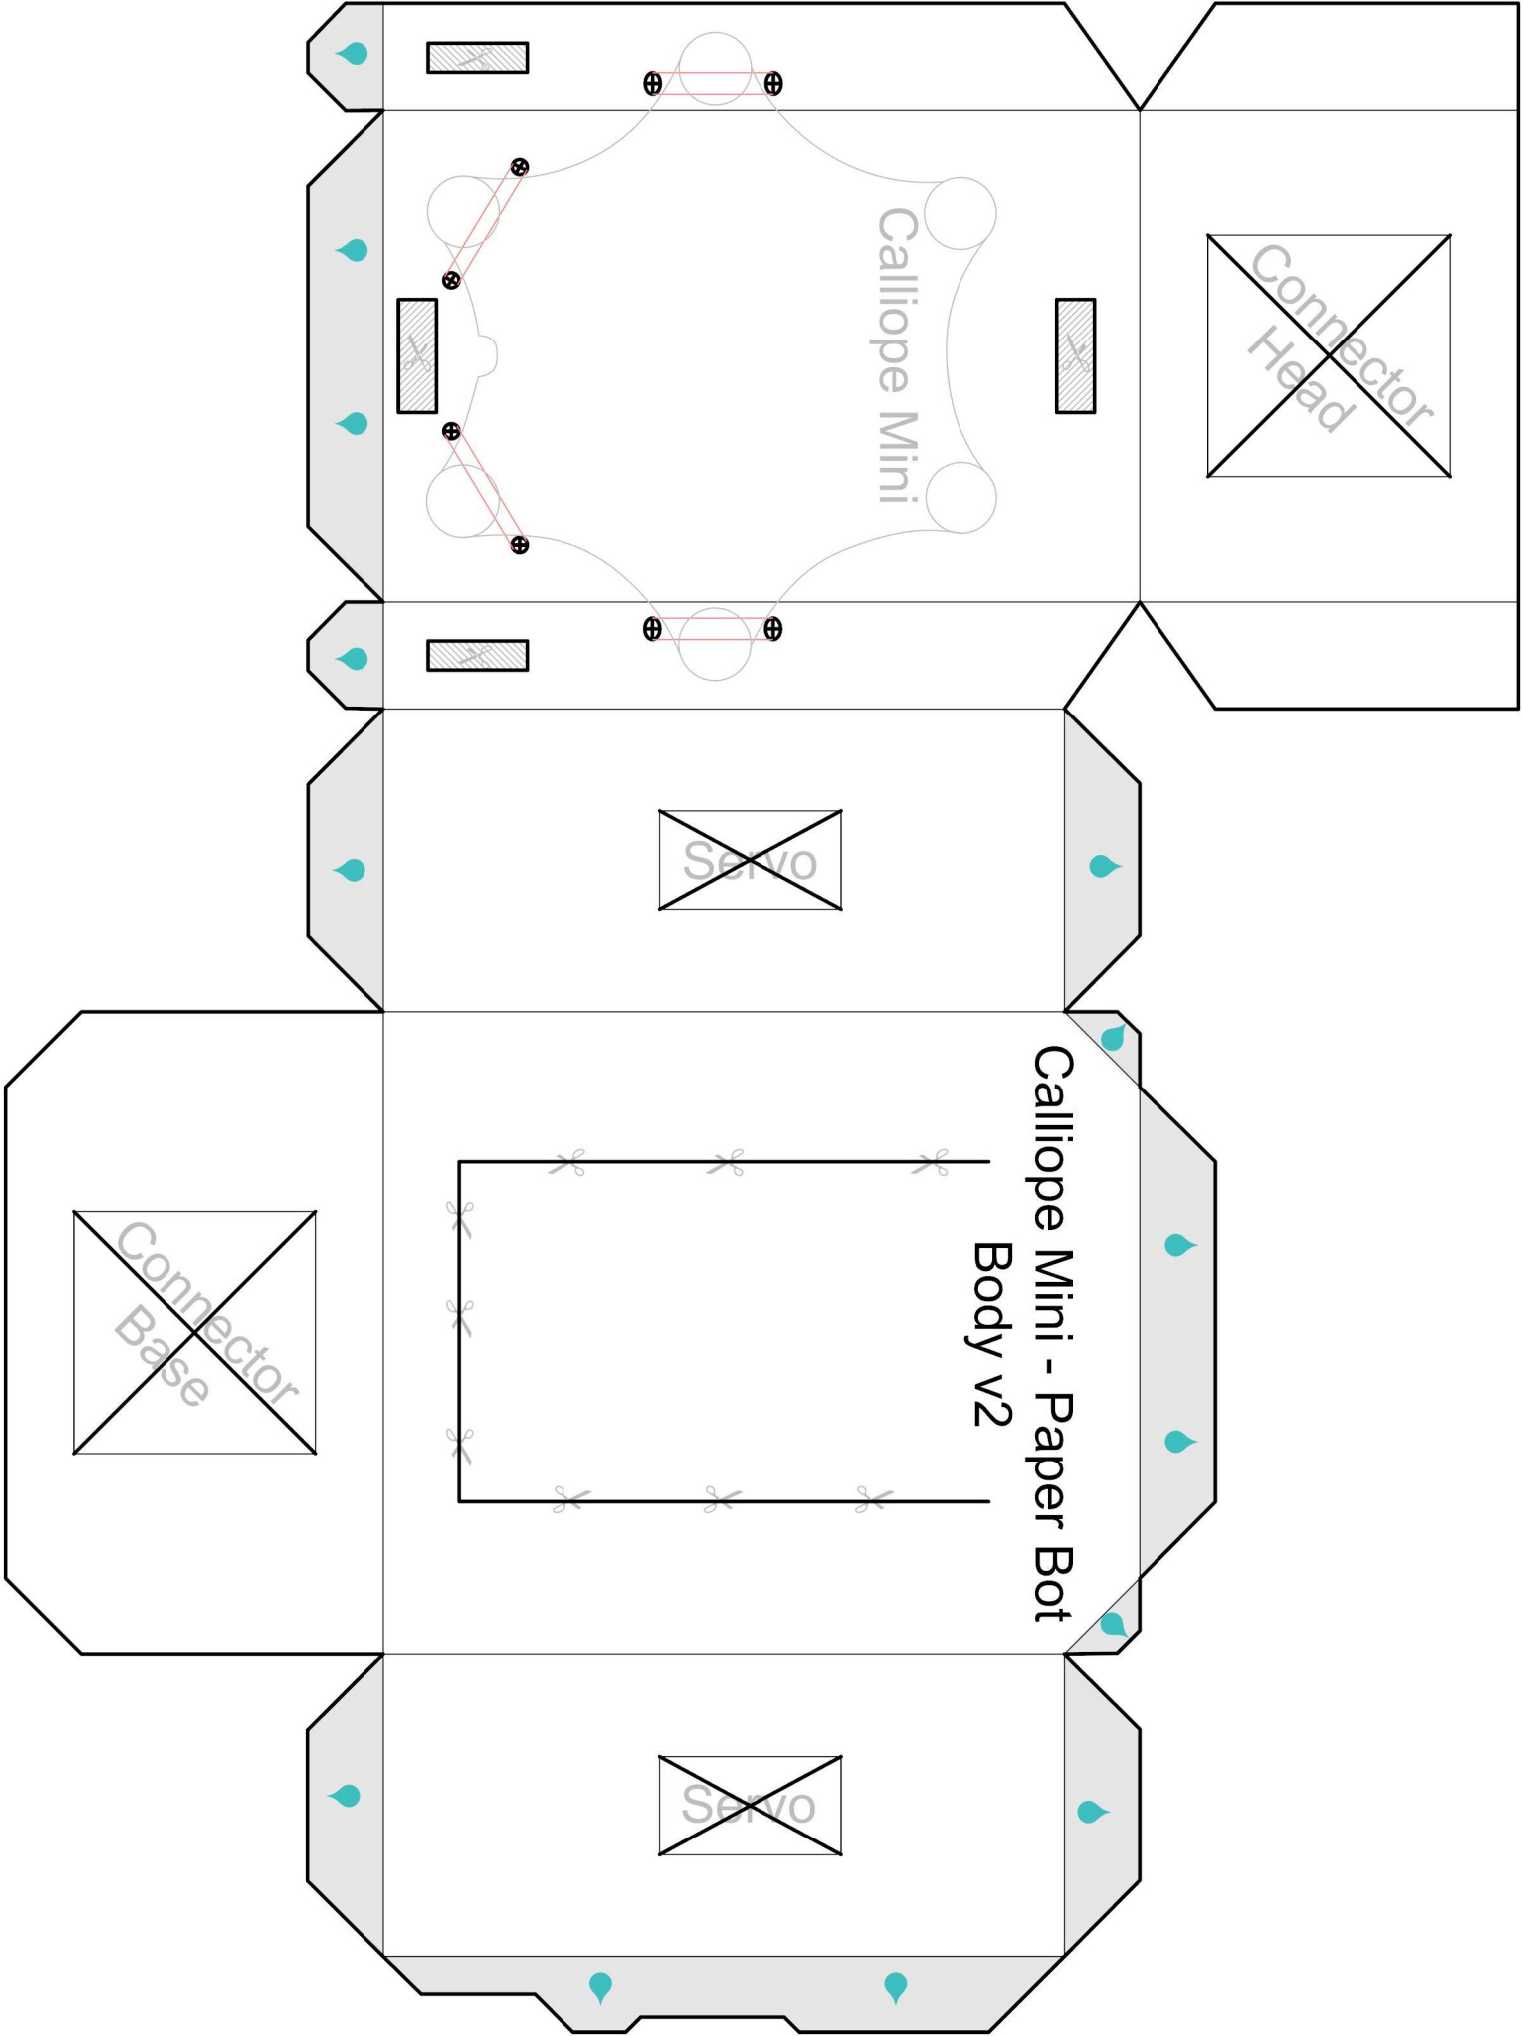 Calliope Mini
Connector
Head
Servo
Calliope Mini - Paper Bot
Body v2
Connector
Base
Servo